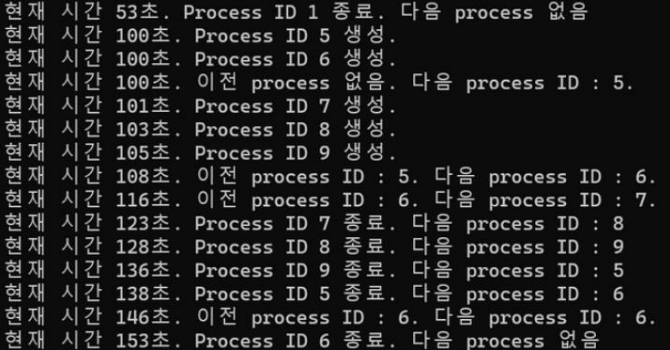 현재 시간 53초. Process ID 1 종료. 다음 process 없음
현재 시간 100초. Process ID 5 생성.
현재 시간 100초. Process ID 6 생성.
현재 시간 100초. 이전 process 없음. 다음 process ID : 5.
현재 시간 101초. Process ID 7 생성.
현재 시간 103초. Process ID 8 생성.
현재 시간 105초. Process ID 9 생성.
현재 시간 108초. 이전 process ID : 5. 다음 process ID : 6.
현재 시간 116초. 이전 process ID : 6. 다음 process ID : 7.
현재 시간 123초. Process ID 7 종료. 다음 process ID : 8
현재 시간 128초. Process ID 8 종료. 다음 process ID : 9
현재 시간 136초. Process ID 9 종료. 다음 process ID : 5
현재 시간 138초. Process ID 5 종료. 다음 process ID : 6
현재 시간 146초. 이전 process ID : 6. 다음 process ID : 6.
현재 시간 153초. Process ID 6 종료. 다음 process 없음